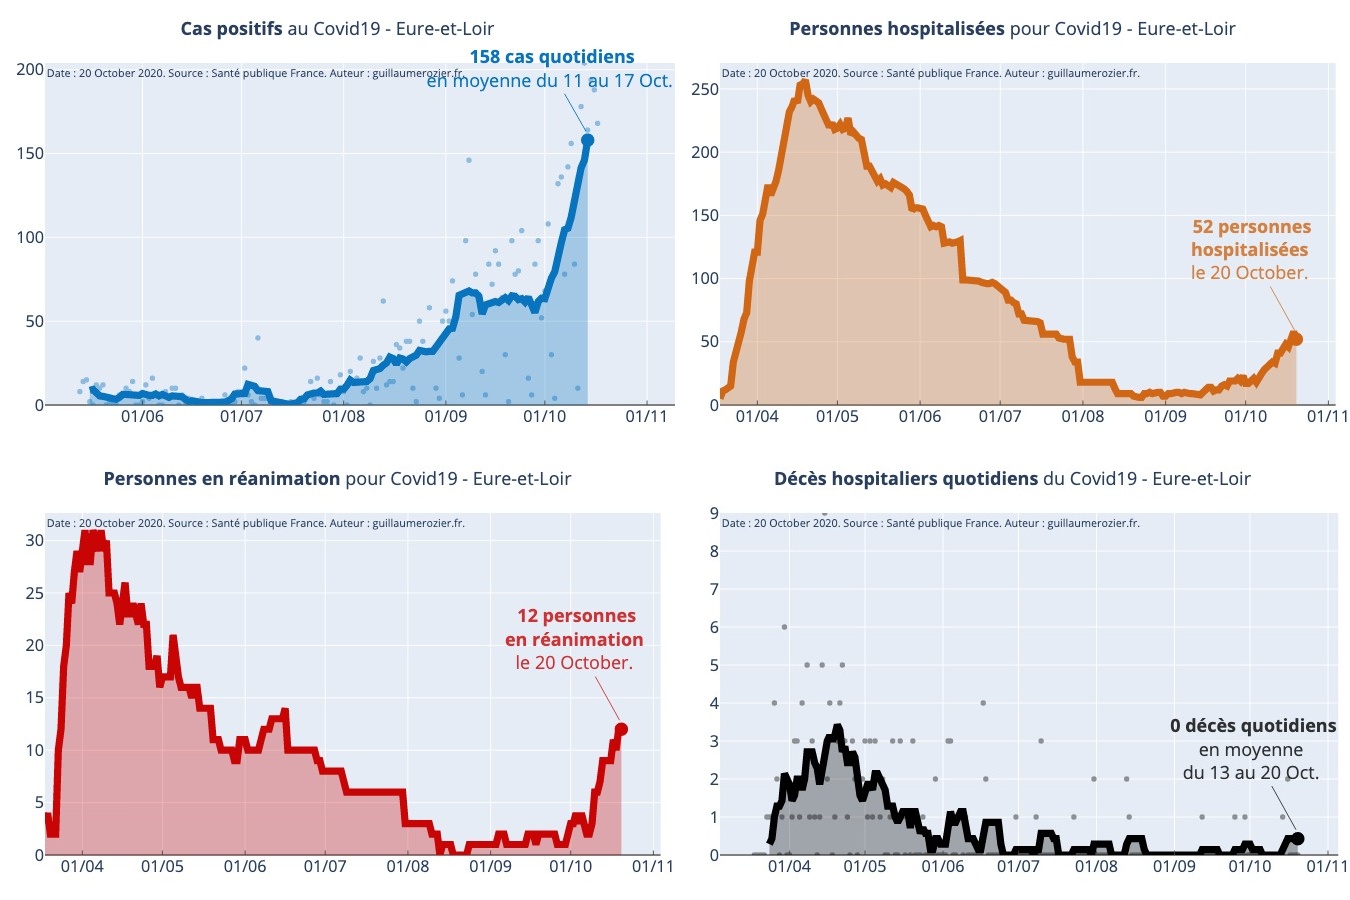 Cas positifs au Covid19 - Eure-et-Loir
158 cas quotidiens
en moyenne du 11 au 17 Oct.
Date : 20 October 2020. Source : Santé publique France. Auteur : guillaumerozier.fr.
200
150
100
50
0
01/06 01/07 01/08 01/09 01/10 01/11
Personnes hospitalisées pour Covid19 - Eure-et-Loir
Date : 20 October 2020. Source : Santé publique France. Auteur : guillaumerozier.fr.
250
200
150
100
50
0
52 personnes
hospitalisées
le 20 October.
01/04 01/05 01/06 01/07 01/08 01/09 01/10 01/11
Personnes en réanimation pour Covid19 - Eure-et-Loir
Date : 20 October 2020. Source : Santé publique France. Auteur : guillaumerozier.fr.
30
25
20
15
10
5
0
12 personnes
en réanimation
le 20 October.
01/04 01/05 01/06 01/07 01/08 01/09 01/10 01/11
Décès hospitaliers quotidiens du Covid19 - Eure-et-Loir
Date : 20 October 2020. Source : Santé publique France. Auteur : guillaumerozier.fr.
9
8
7
6
5
4
3
2
1
0
0 décès quotidiens
en moyenne
du 13 au 20 Oct.
01/04 01/05 01/06 01/07 01/08 01/09 01/10 01/11